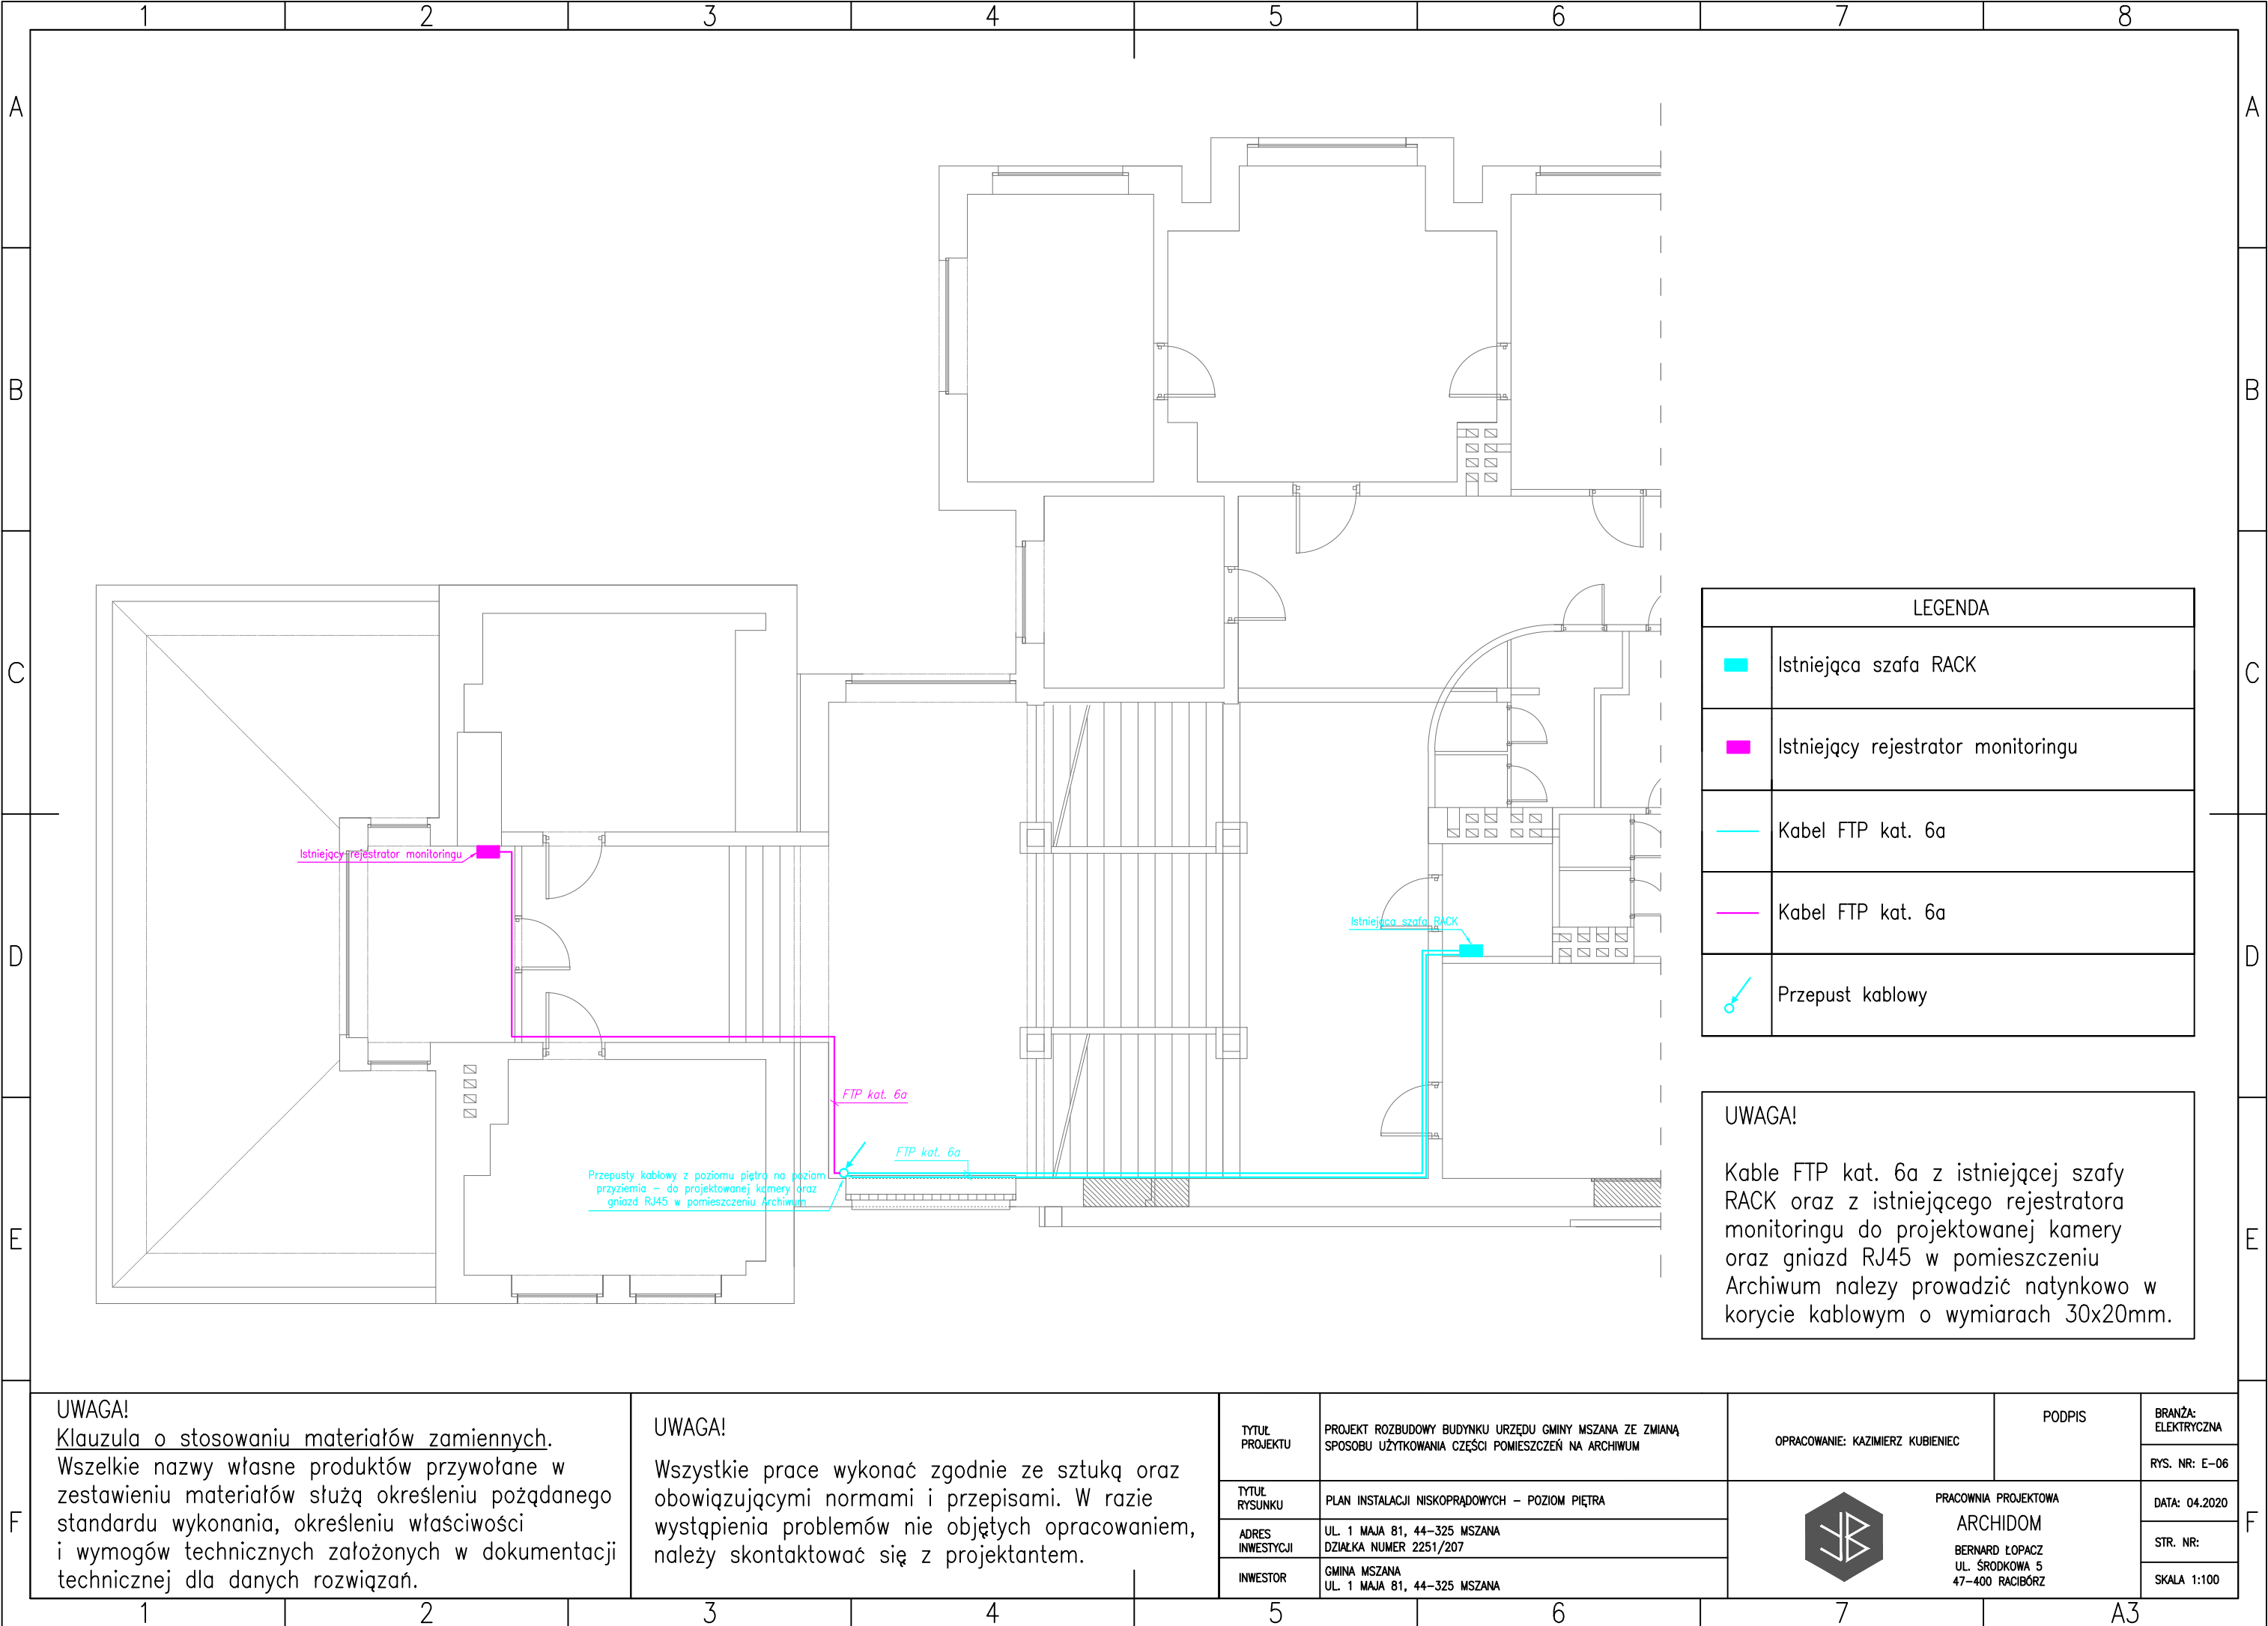 1 2 3 4 5 6 7 8
A A
B B
C C
D D
E E
F F
LEGENDA
Istniejąca szafa RACK
Istniejący rejestrator monitoringu
Kabel FTP kat. 6a
Kabel FTP kat. 6a
Przepust kablowy
Istniejący rejestrator monitoringu
Istniejąca szafa RACK
FTP kat. 6a
FTP kat. 6a
Przepusty kablowy z poziomu piętra na poziom
przyziemia – do projektowanej kamery oraz
gniazd RJ45 w pomieszczeniu Archiwum
UWAGA!
Kable FTP kat. 6a z istniejącej szafy
RACK oraz z istniejącego rejestratora
monitoringu do projektowanej kamery
oraz gniazd RJ45 w pomieszczeniu
Archiwum nalezy prowadzić natynkowo w
korycie kablowym o wymiarach 30x20mm.
UWAGA!
Klauzula o stosowaniu materiałów zamiennych.
Wszelkie nazwy własne produktów przywołane w
zestawieniu materiałów służą określeniu pożądanego
standardu wykonania, określeniu właściwości
i wymogów technicznych założonych w dokumentacji
technicznej dla danych rozwiązań.
UWAGA!
Wszystkie prace wykonać zgodnie ze sztuką oraz
obowiązującymi normami i przepisami. W razie
wystąpienia problemów nie objętych opracowaniem,
należy skontaktować się z projektantem.
TYTUŁ
PROJEKTU
PROJEKT ROZBUDOWY BUDYNKU URZĘDU GMINY MSZANA ZE ZMIANĄ
SPOSOBU UŻYTKOWANIA CZĘŚCI POMIESZCZEŃ NA ARCHIWUM
TYTUŁ
RYSUNKU
PLAN INSTALACJI NISKOPRĄDOWYCH – POZIOM PIĘTRA
ADRES
INWESTYCJI
UL. 1 MAJA 81, 44–325 MSZANA
DZIAŁKA NUMER 2251/207
INWESTOR
GMINA MSZANA
UL. 1 MAJA 81, 44–325 MSZANA
OPRACOWANIE: KAZIMIERZ KUBIENIEC
PODPIS
BRANŻA:
ELEKTRYCZNA
RYS. NR: E–06
DATA: 04.2020
STR. NR:
SKALA 1:100
PRACOWNIA PROJEKTOWA
ARCHIDOM
BERNARD ŁOPACZ
UL. ŚRODKOWA 5
47–400 RACIBÓRZ
1 2 3 4 5 6 7 A3